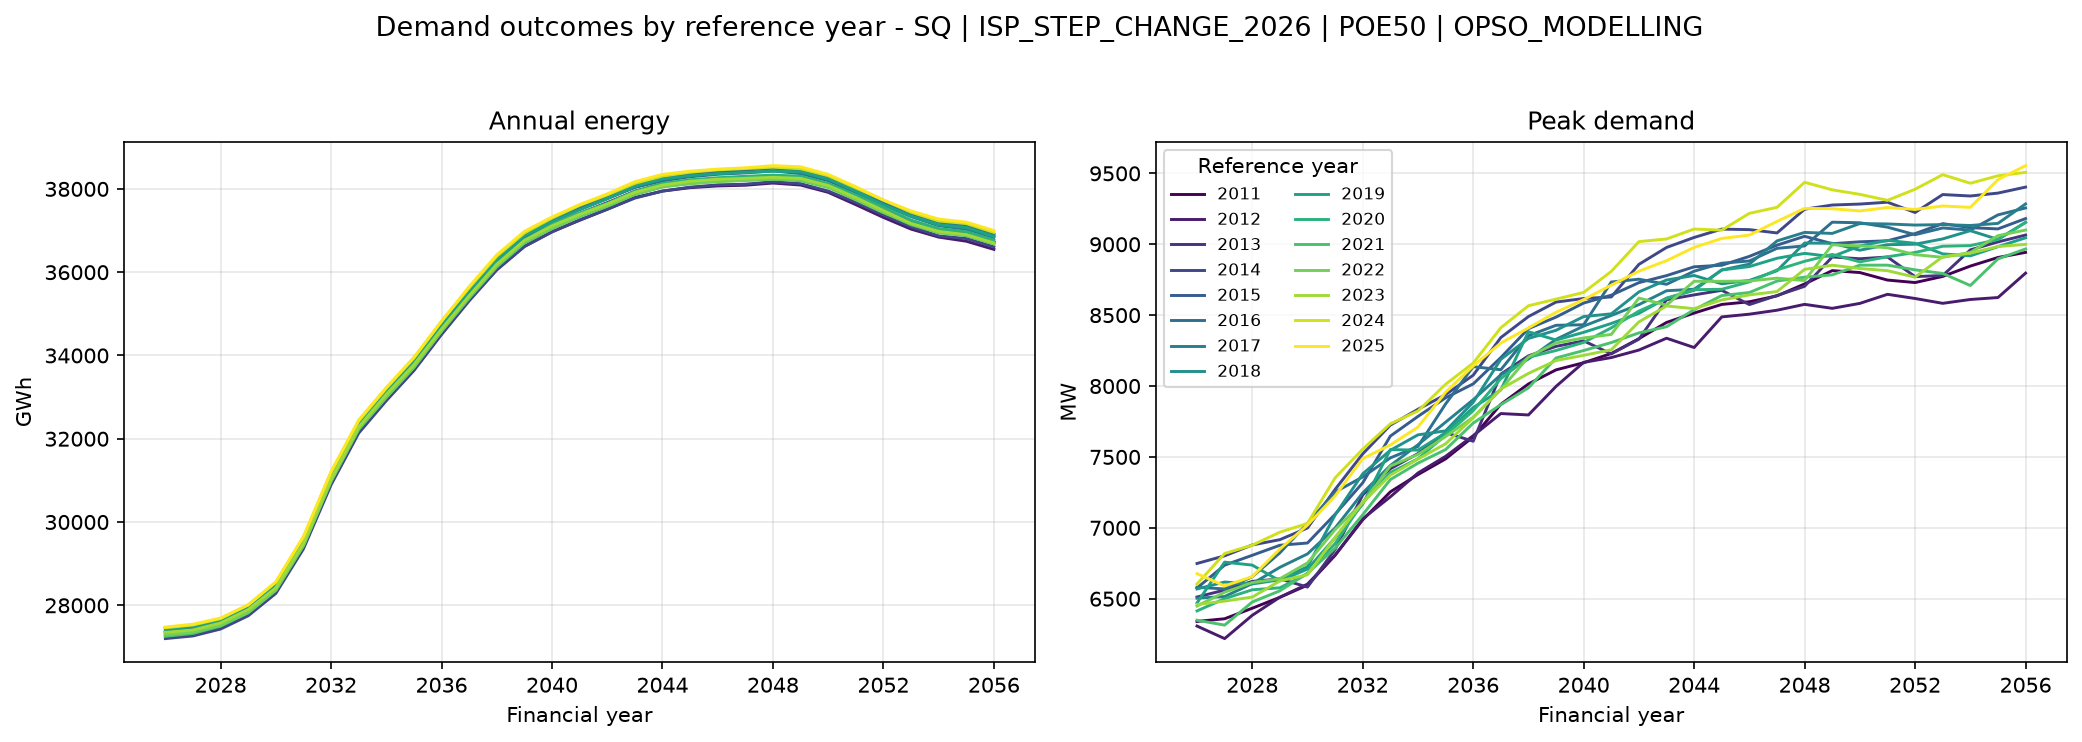 Demand outcomes by reference year - SQ | ISP_STEP_CHANGE_2026 | POE50 | OPSO_MODELLING
Annual energy
38000
36000
34000
32000
30000
28000
GWh
2028 2032 2036 2040 2044 2048 2052 2056
Financial year
Peak demand
9500
9000
8500
8000
7500
7000
6500
MW
Reference year
2011 2019
2012 2020
2013 2021
2014 2022
2015 2023
2016 2024
2017 2025
2018
2028 2032 2036 2040 2044 2048 2052 2056
Financial year